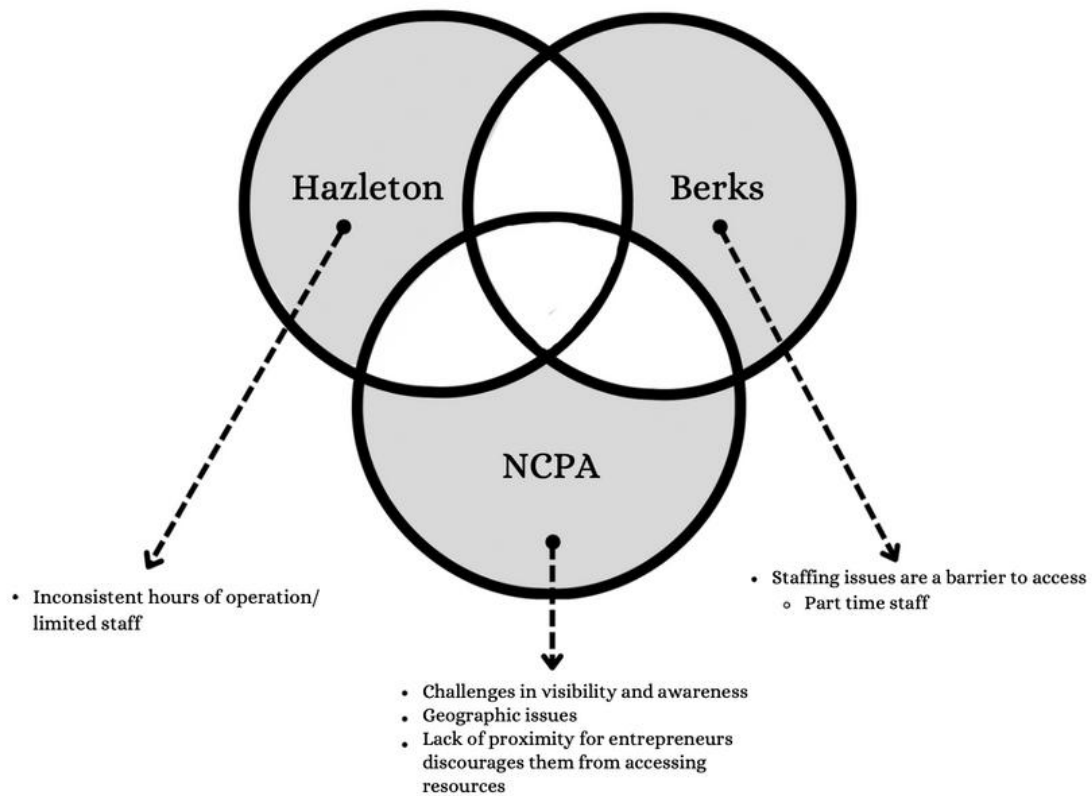 Hazleton
Berks
NCPA
• Inconsistent hours of operation/
limited staff
• Staffing issues are a barrier to access
○ Part time staff
• Challenges in visibility and awareness
• Geographic issues
• Lack of proximity for entrepreneurs
discourages them from accessing
resources